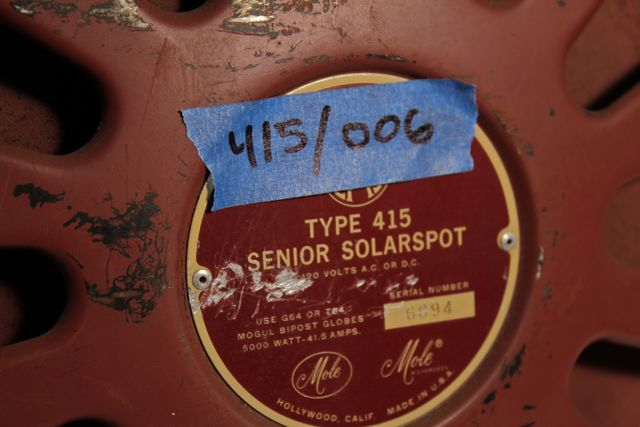 415/006
TYPE 415
SENIOR SOLARSPOT
120 VOLTS A.C. OR D.C.
SERIAL NUMBER
USE G64 OR T64
MOGUL BIPOST GLOBES
5000 WATT-41.5 AMPS.
Mole
Mole®
RICHARDSON
HOLLYWOOD, CALIF. MADE IN U.S.A.